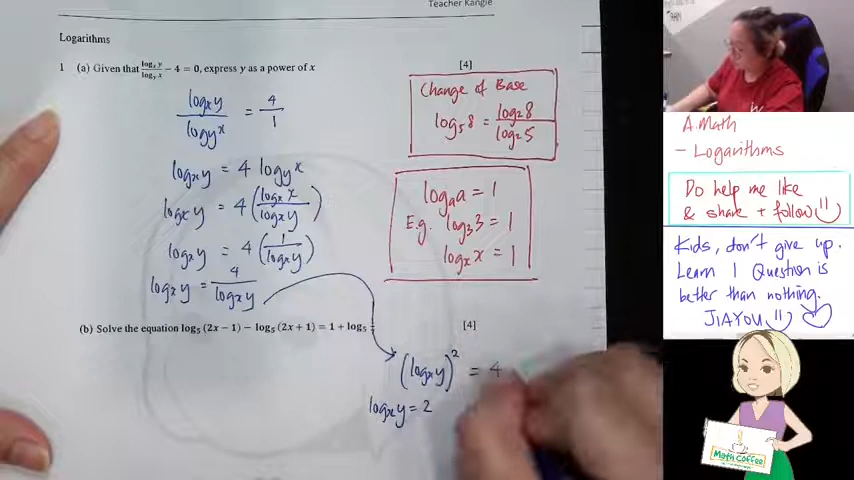 Teacher Kangie
Logarithms
1 (a) Given that log_x y / log_y x − 4 = 0, express y as a power of x
[4]
log_x y / log_y x = 4/1
log_x y = 4 log_y x
log_x y = 4 (log_x x / log_x y)
log_x y = 4 (1 / log_x y)
log_x y = 4 / log_x y
Change of Base
log_5 8 = log_2 8 / log_2 5
log_a a = 1
E.g. log_3 3 = 1
log_x x = 1
(b) Solve the equation log_5 (2x − 1) − log_5 (2x + 1) = 1 + log_5
[4]
(log_x y)^2 = 4
log_x y = 2
A.Math
- Logarithms
Do help me like
& share + follow
Kids, don't give up.
Learn 1 Question is
better than nothing.
JIAYOU
Math Coffee